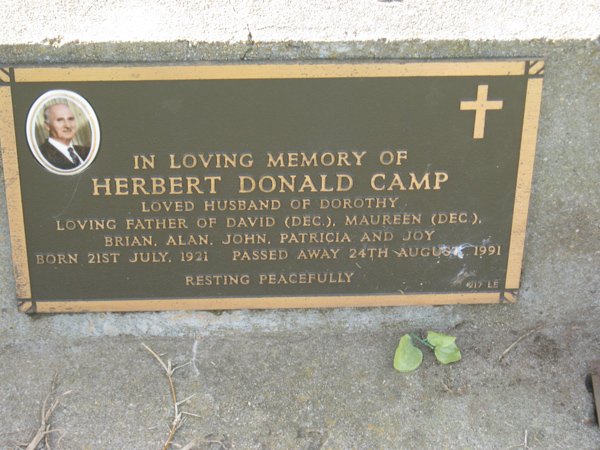 IN LOVING MEMORY OF
HERBERT DONALD CAMP
LOVED HUSBAND OF DOROTHY
LOVING FATHER OF DAVID (DEC.), MAUREEN (DEC.),
BRIAN, ALAN, JOHN, PATRICIA AND JOY
BORN 21ST JULY, 1921 PASSED AWAY 24TH AUGUST, 1991
RESTING PEACEFULLY
LE